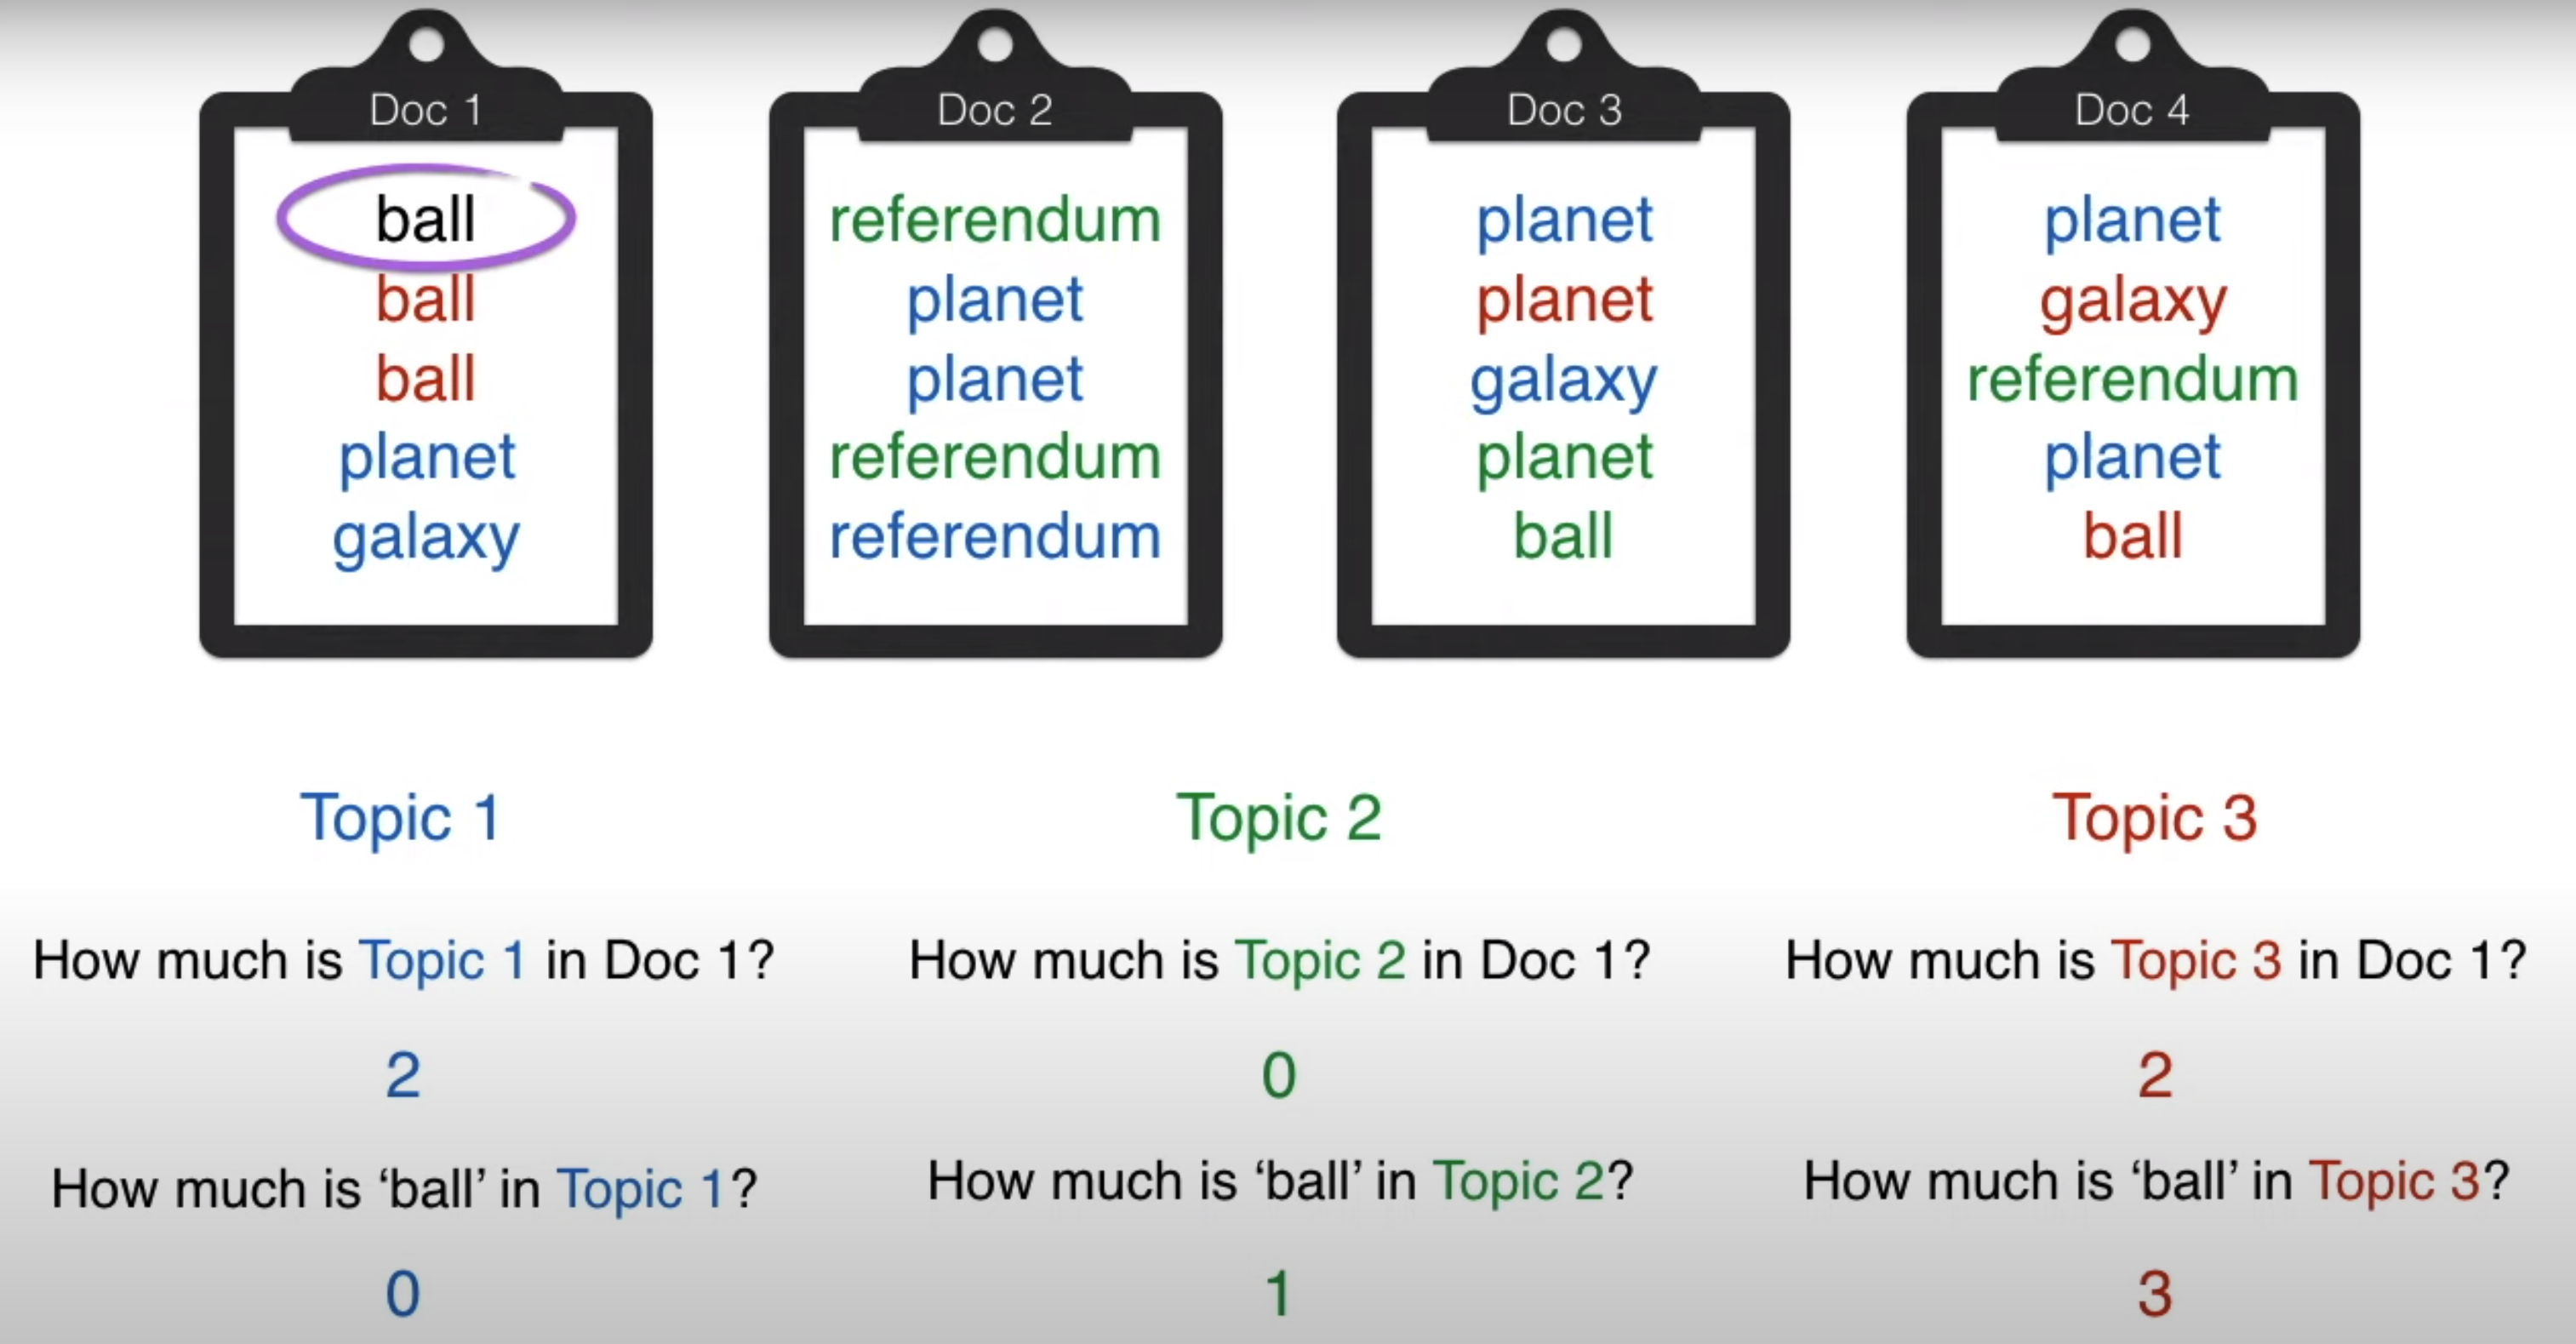 Doc 1
ball
ball
ball
planet
galaxy
Doc 2
referendum
planet
planet
referendum
referendum
Doc 3
planet
planet
galaxy
planet
ball
Doc 4
planet
galaxy
referendum
planet
ball
Topic 1
How much is Topic 1 in Doc 1?
2
How much is ‘ball’ in Topic 1?
0
Topic 2
How much is Topic 2 in Doc 1?
0
How much is ‘ball’ in Topic 2?
1
Topic 3
How much is Topic 3 in Doc 1?
2
How much is ‘ball’ in Topic 3?
3